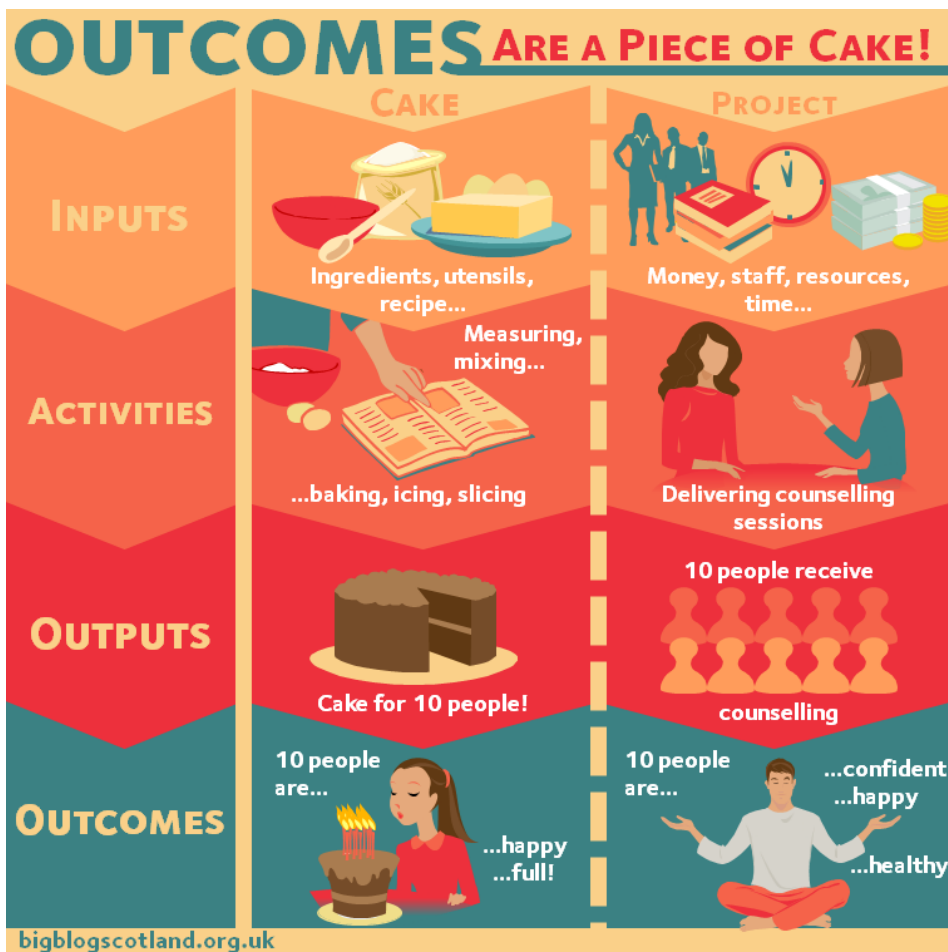 OUTCOMES ARE A PIECE OF CAKE!
CAKE
PROJECT
INPUTS
Ingredients, utensils,
recipe...
Money, staff, resources,
time...
ACTIVITIES
Measuring,
mixing...
...baking, icing, slicing
Delivering counselling
sessions
OUTPUTS
Cake for 10 people!
10 people receive
counselling
OUTCOMES
10 people
are...
...happy
...full!
10 people
are...
...confident
...happy
...healthy
bigblogscotland.org.uk